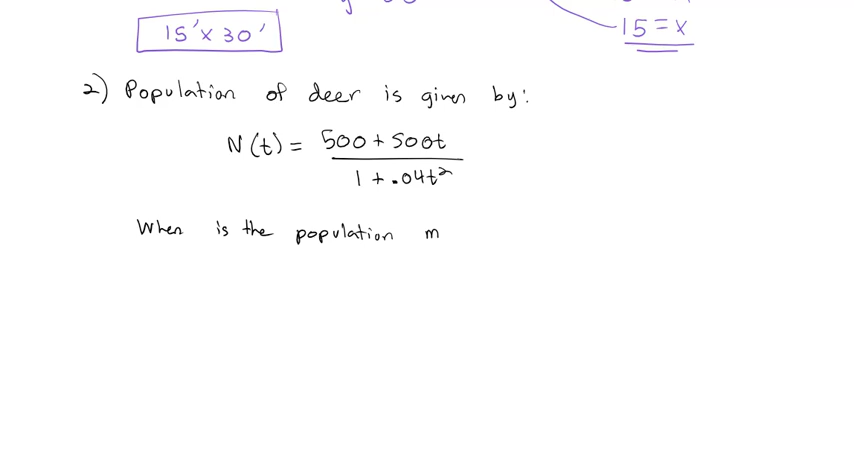 15 = x
15' x 30'
2) Population of deer is given by:
N(t) = 500 + 500t
1 + .04t²
When is the population m